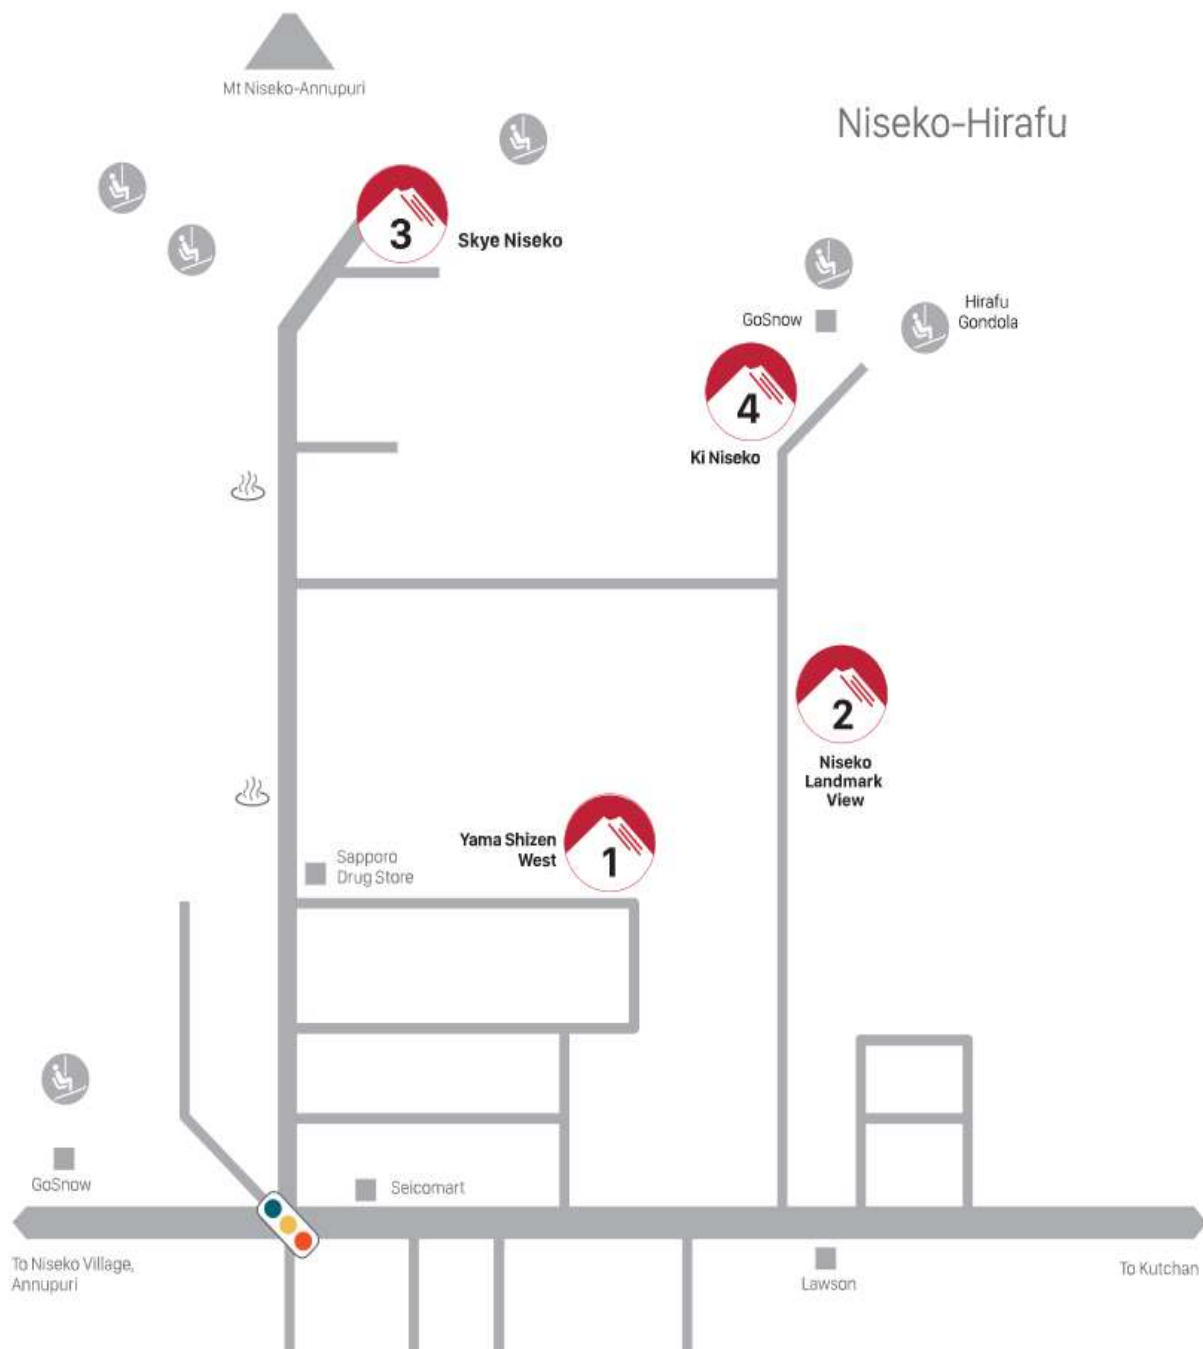 Mt Niseko-Annupuri
Niseko-Hirafu
3
Skye Niseko
Hirafu
Gondola
GoSnow
4
Ki Niseko
2
Niseko
Landmark
View
Yama Shizen
West
1
Sapporo
Drug Store
GoSnow
Seicomart
To Niseko Village,
Annupuri
Lawson
To Kutchan